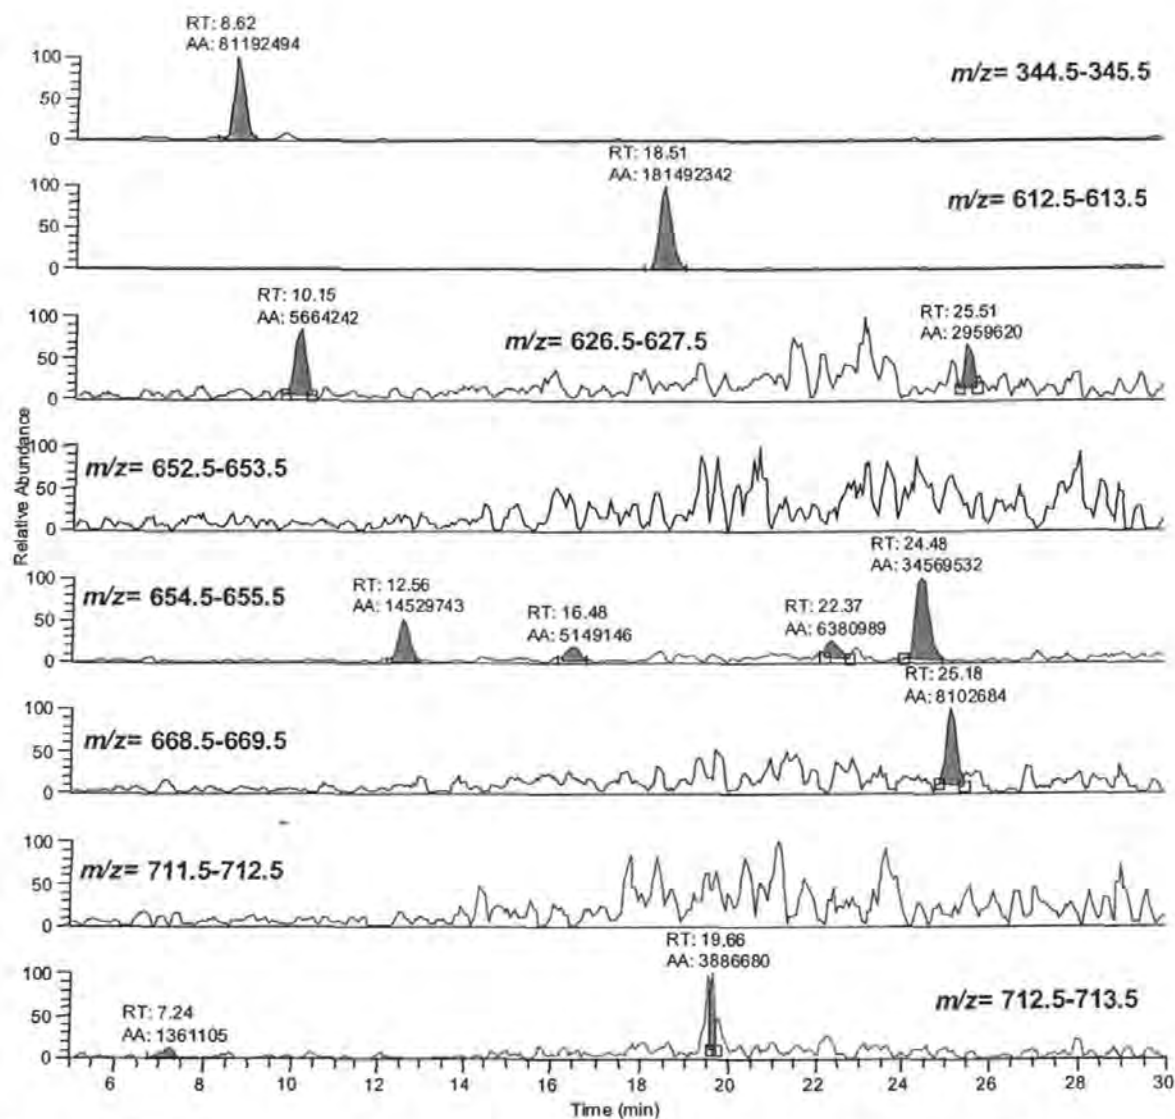 RT: 8.62
AA: 81192494
100
50
0
m/z= 344.5-345.5
RT: 18.51
AA: 181492342
100
50
0
m/z= 612.5-613.5
RT: 10.15
AA: 5664242
RT: 25.51
AA: 2959620
100
50
0
m/z= 626.5-627.5
100
50
0
m/z= 652.5-653.5
Relative Abundance
RT: 24.48
AA: 34569532
RT: 12.56
AA: 14529743
RT: 16.48
AA: 5149146
RT: 22.37
AA: 6380989
100
50
0
m/z= 654.5-655.5
RT: 25.18
AA: 8102684
100
50
0
m/z= 668.5-669.5
100
50
0
m/z= 711.5-712.5
RT: 19.66
AA: 3886680
RT: 7.24
AA: 1361105
100
50
0
m/z= 712.5-713.5
6 8 10 12 14 16 18 20 22 24 26 28 30
Time (min)